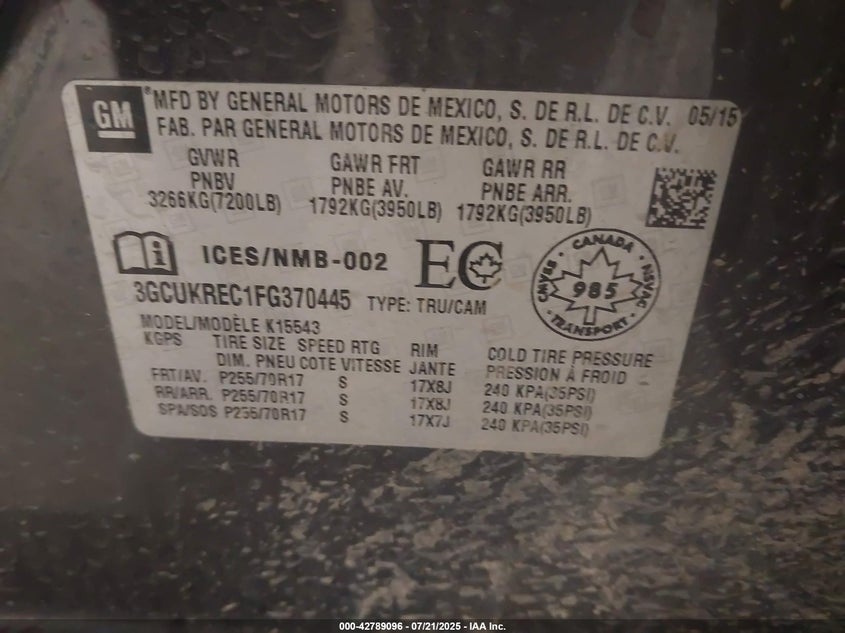 GM
MFD BY GENERAL MOTORS DE MEXICO, S. DE R.L. DE C.V. 05/15
FAB. PAR GENERAL MOTORS DE MEXICO, S. DE R.L. DE C.V.
GVWR GAWR FRT GAWR RR
PNBV PNBE AV. PNBE ARR.
3266KG(7200LB) 1792KG(3950LB) 1792KG(3950LB)
ICES/NMB-002 EC
CANADA
CMVSS 985 NSVAC
TRANSPORT
3GCUKREC1FG370445 TYPE: TRU/CAM
MODEL/MODÈLE K15543
KGPS TIRE SIZE SPEED RTG RIM COLD TIRE PRESSURE
DIM. PNEU COTE VITESSE JANTE PRESSION À FROID
FRT/AV. P255/70R17 S 17X8J 240 KPA(35PSI)
RR/ARR. P255/70R17 S 17X8J 240 KPA(35PSI)
SPA/SOS P255/70R17 S 17X7J 240 KPA(35PSI)
000-42789096 - 07/21/2025 - IAA Inc.